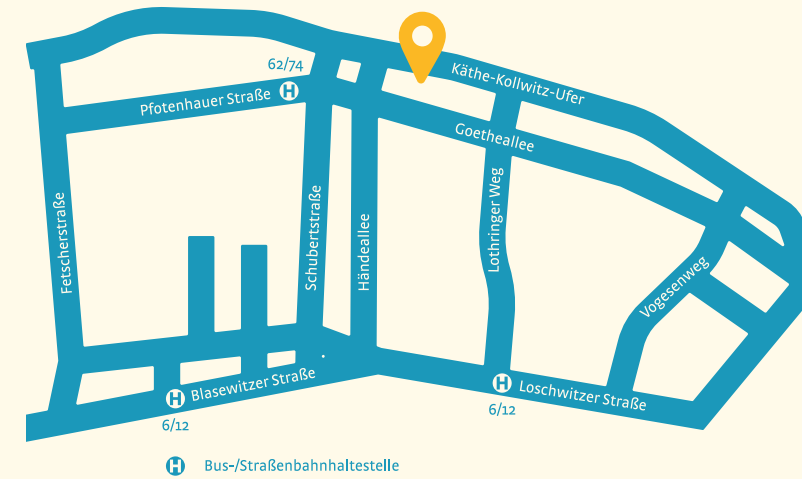 62/74
H
Käthe-Kollwitz-Ufer
Pfotenhauer Straße
Goetheallee
Fetscherstraße
Schubertstraße
Händeallee
Lothringer Weg
Vogesenweg
H
Blasewitzer Straße
6/12
H
Loschwitzer Straße
6/12
H Bus-/Straßenbahnhaltestelle